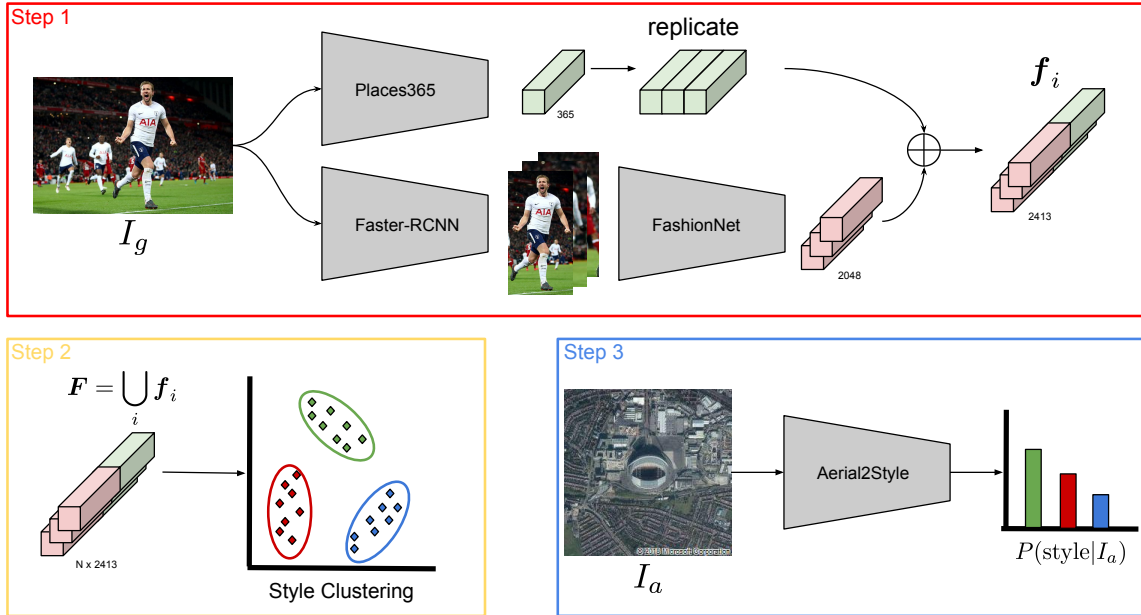 Step 1
replicate
Places365
365
f_i
AIA
I_g
Faster-RCNN
AIA
FashionNet
2048
2413
Step 2
F = ⋃_i f_i
N x 2413
Style Clustering
Step 3
Aerial2Style
© 2018 Microsoft Corporation
I_a
P(style|I_a)